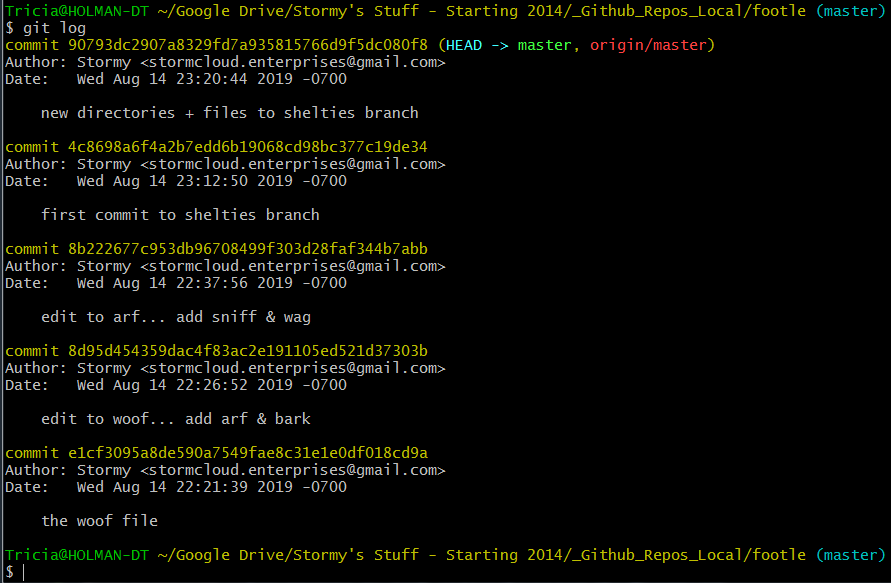 Tricia@HOLMAN-DT ~/Google Drive/Stormy's Stuff - Starting 2014/_Github_Repos_Local/footle (master)
$ git log
commit 90793dc2907a8329fd7a935815766d9f5dc080f8 (HEAD -> master, origin/master)
Author: Stormy <stormcloud.enterprises@gmail.com>
Date:   Wed Aug 14 23:20:44 2019 -0700
    new directories + files to shelties branch
commit 4c8698a6f4a2b7edd6b19068cd98bc377c19de34
Author: Stormy <stormcloud.enterprises@gmail.com>
Date:   Wed Aug 14 23:12:50 2019 -0700
    first commit to shelties branch
commit 8b222677c953db96708499f303d28faf344b7abb
Author: Stormy <stormcloud.enterprises@gmail.com>
Date:   Wed Aug 14 22:37:56 2019 -0700
    edit to arf... add sniff & wag
commit 8d95d454359dac4f83ac2e191105ed521d37303b
Author: Stormy <stormcloud.enterprises@gmail.com>
Date:   Wed Aug 14 22:26:52 2019 -0700
    edit to woof... add arf & bark
commit e1cf3095a8de590a7549fae8c31e1e0df018cd9a
Author: Stormy <stormcloud.enterprises@gmail.com>
Date:   Wed Aug 14 22:21:39 2019 -0700
    the woof file
Tricia@HOLMAN-DT ~/Google Drive/Stormy's Stuff - Starting 2014/_Github_Repos_Local/footle (master)
$